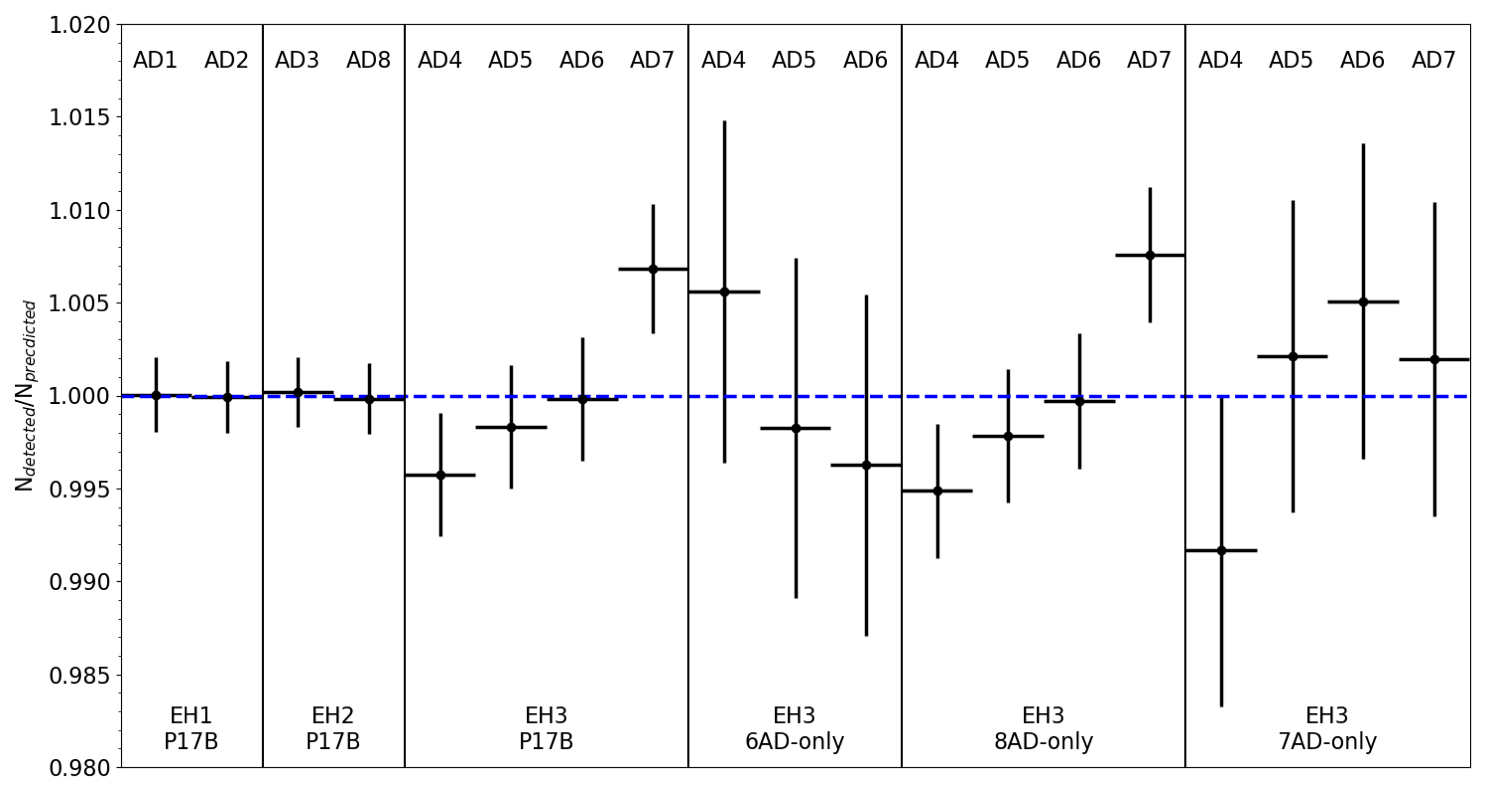 1.020
1.015
1.010
1.005
1.000
0.995
0.990
0.985
0.980
N_detected/N_precdicted
AD1 AD2 AD3 AD8 AD4 AD5 AD6 AD7 AD4 AD5 AD6 AD4 AD5 AD6 AD7 AD4 AD5 AD6 AD7
EH1
P17B
EH2
P17B
EH3
P17B
EH3
6AD-only
EH3
8AD-only
EH3
7AD-only